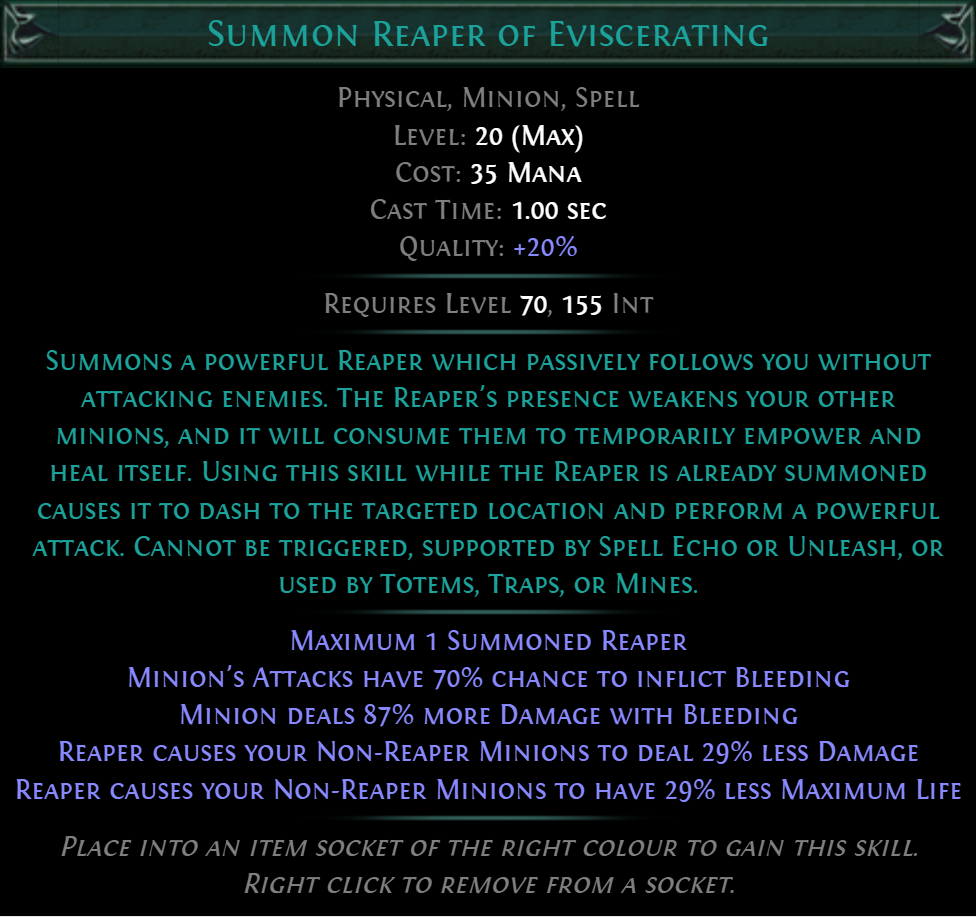 Summon Reaper of Eviscerating
Physical, Minion, Spell
Level: 20 (Max)
Cost: 35 Mana
Cast Time: 1.00 sec
Quality: +20%
Requires Level 70, 155 Int
Summons a powerful Reaper which passively follows you without
attacking enemies. The Reaper's presence weakens your other
minions, and it will consume them to temporarily empower and
heal itself. Using this skill while the Reaper is already summoned
causes it to dash to the targeted location and perform a powerful
attack. Cannot be triggered, supported by Spell Echo or Unleash, or
used by Totems, Traps, or Mines.
Maximum 1 Summoned Reaper
Minion's Attacks have 70% chance to inflict Bleeding
Minion deals 87% more Damage with Bleeding
Reaper causes your Non-Reaper Minions to deal 29% less Damage
Reaper causes your Non-Reaper Minions to have 29% less Maximum Life
Place into an item socket of the right colour to gain this skill.
Right click to remove from a socket.